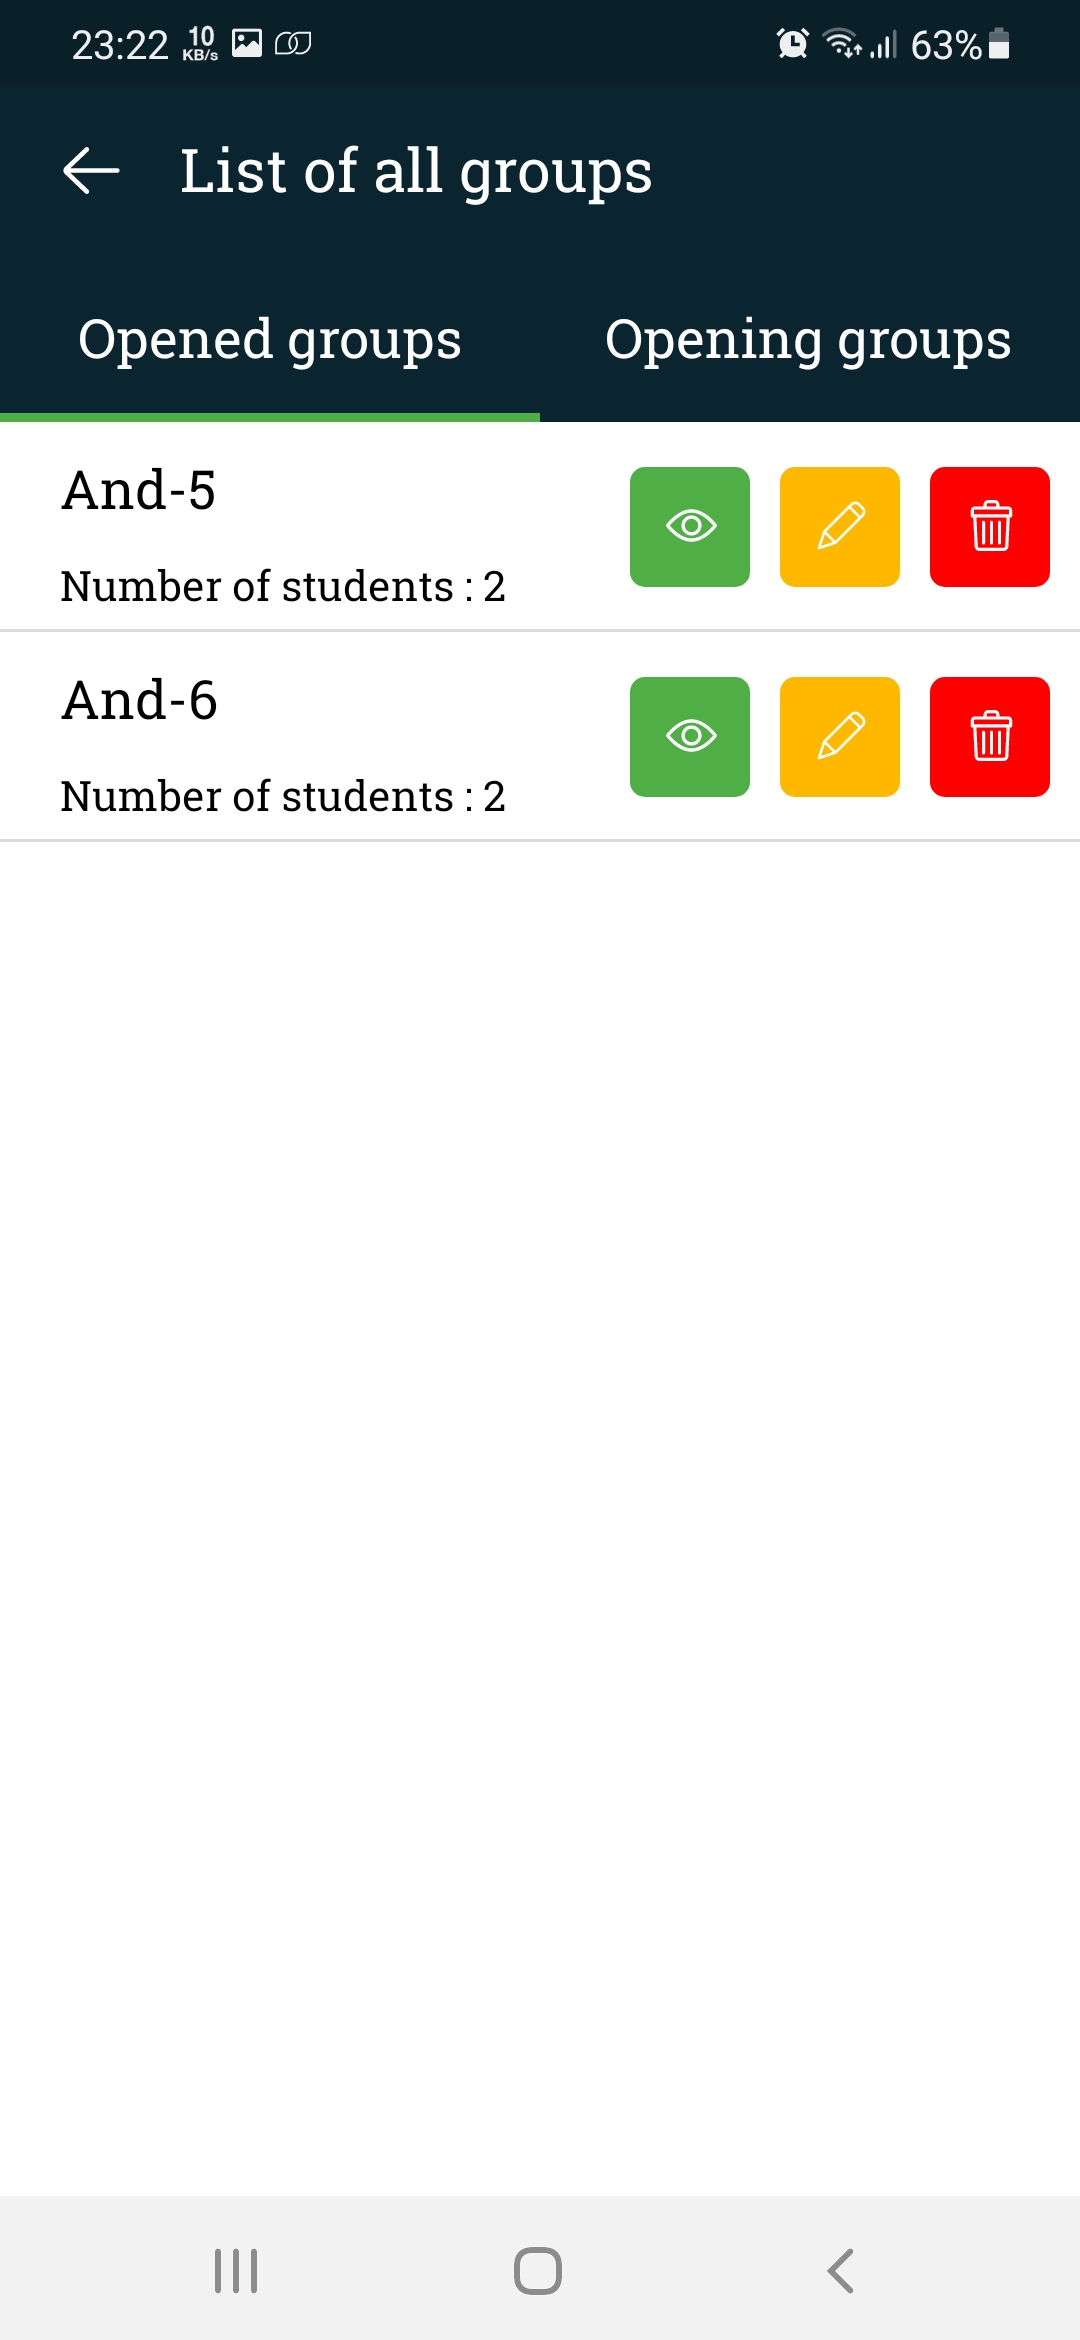 23:22 10 KB/s 63%
List of all groups
Opened groups Opening groups
And-5
Number of students : 2
And-6
Number of students : 2